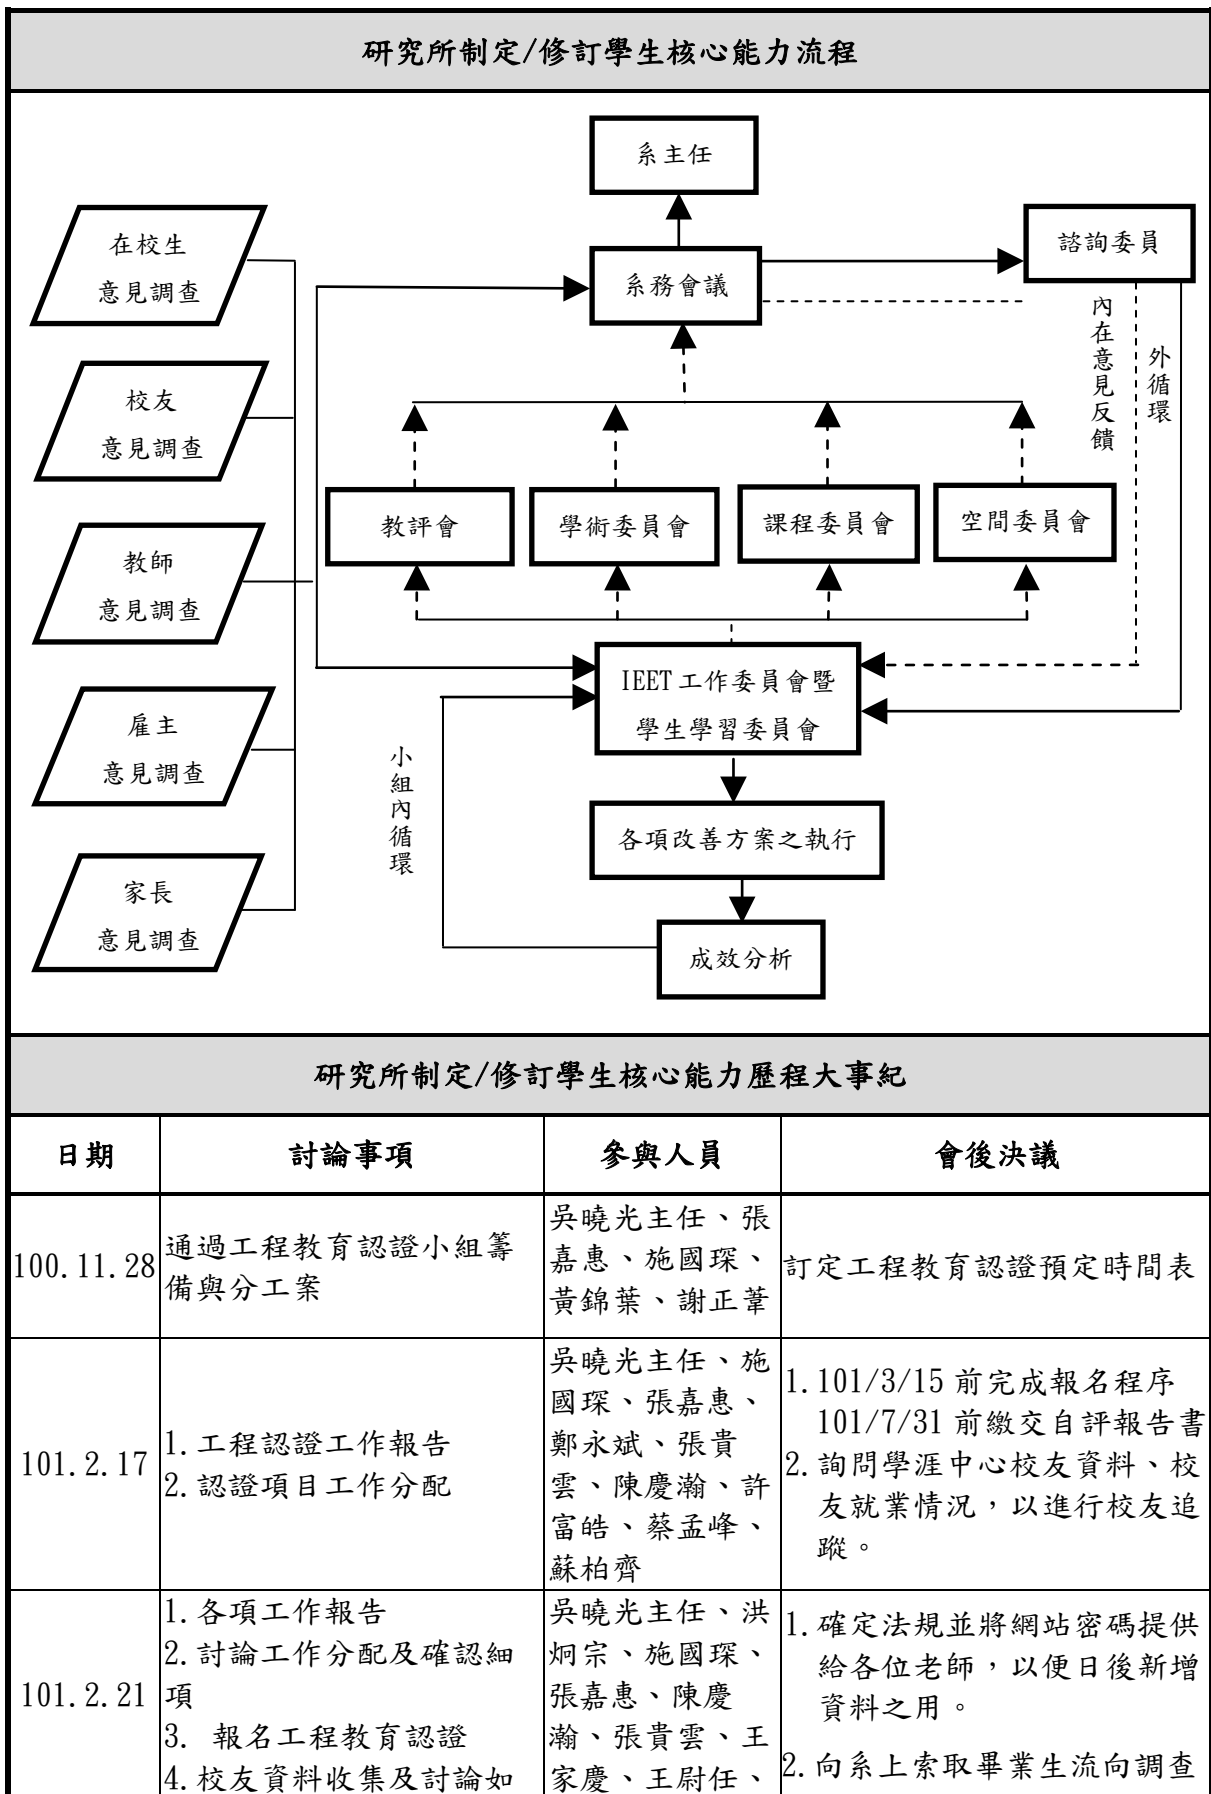 研究所制定/修訂學生核心能力流程
系主任
在校生
意見調查
系務會議
諮詢委員
內在意見反饋
外循環
校友
意見調查
教評會
學術委員會
課程委員會
空間委員會
教師
意見調查
IEET工作委員會暨
學生學習委員會
雇主
意見調查
小組內循環
各項改善方案之執行
家長
意見調查
成效分析
研究所制定/修訂學生核心能力歷程大事紀
日期
討論事項
參與人員
會後決議
100.11.28
通過工程教育認證小組籌
備與分工案
吳曉光主任、張
嘉惠、施國琛、
黃錦葉、謝正葦
訂定工程教育認證預定時間表
101.2.17
1.工程認證工作報告
2.認證項目工作分配
吳曉光主任、施
國琛、張嘉惠、
鄭永斌、張貴
雲、陳慶瀚、許
富皓、蔡孟峰、
蘇柏齊
1.101/3/15 前完成報名程序
101/7/31 前繳交自評報告書
2.詢問學涯中心校友資料、校
友就業情況，以進行校友追
蹤。
101.2.21
1.各項工作報告
2.討論工作分配及確認細
項
3. 報名工程教育認證
4.校友資料收集及討論如
吳曉光主任、洪
炯宗、施國琛、
張嘉惠、陳慶
瀚、張貴雲、王
家慶、王尉任、
1.確定法規並將網站密碼提供
給各位老師，以便日後新增
資料之用。
2.向系上索取畢業生流向調查